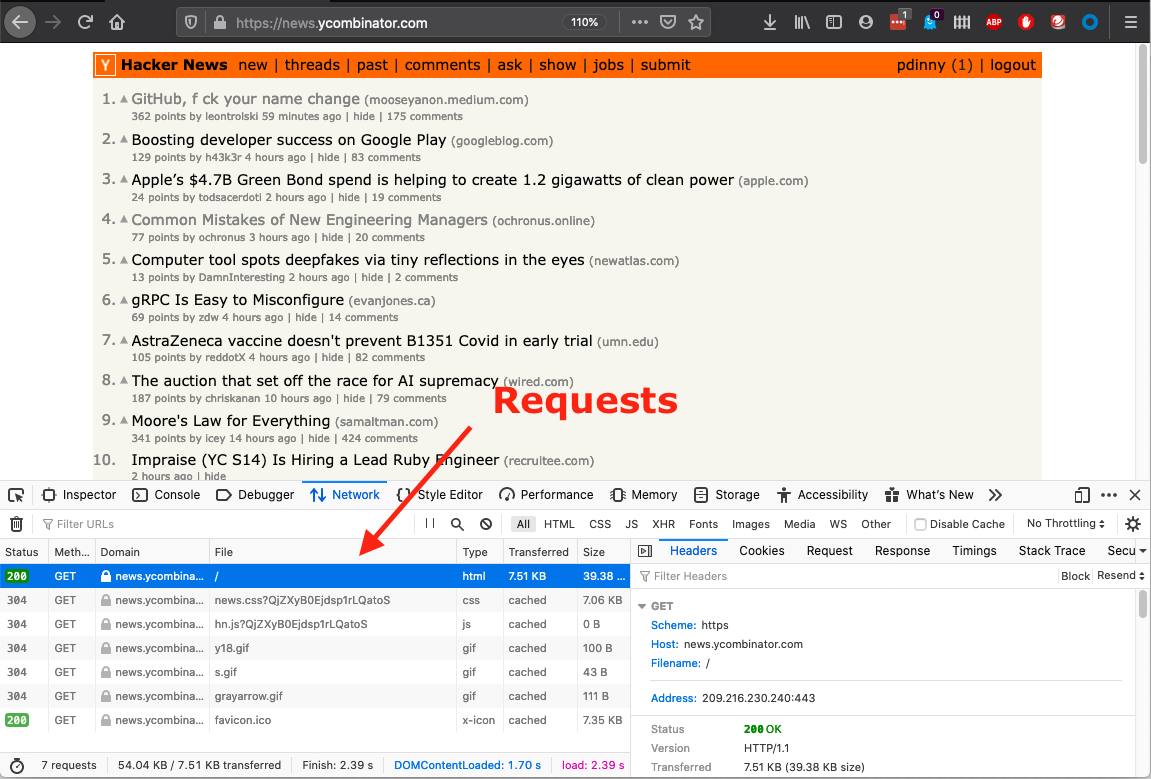 https://news.ycombinator.com 110% 1 0 ABP
Y Hacker News new | threads | past | comments | ask | show | jobs | submit pdinny (1) | logout
1. GitHub, f ck your name change (mooseyanon.medium.com)
362 points by leontrolski 59 minutes ago | hide | 175 comments
2. Boosting developer success on Google Play (googleblog.com)
129 points by h43k3r 4 hours ago | hide | 83 comments
3. Apple's $4.7B Green Bond spend is helping to create 1.2 gigawatts of clean power (apple.com)
24 points by todsacerdoti 2 hours ago | hide | 19 comments
4. Common Mistakes of New Engineering Managers (ochronus.online)
77 points by ochronus 3 hours ago | hide | 20 comments
5. Computer tool spots deepfakes via tiny reflections in the eyes (newatlas.com)
13 points by DamnInteresting 2 hours ago | hide | 2 comments
6. gRPC Is Easy to Misconfigure (evanjones.ca)
69 points by zdw 4 hours ago | hide | 14 comments
7. AstraZeneca vaccine doesn't prevent B1351 Covid in early trial (umn.edu)
105 points by reddotX 4 hours ago | hide | 82 comments
8. The auction that set off the race for AI supremacy (wired.com)
187 points by chriskanan 10 hours ago | hide | 79 comments
Requests
9. Moore's Law for Everything (samaltman.com)
341 points by icey 14 hours ago | hide | 424 comments
10. Impraise (YC S14) Is Hiring a Lead Ruby Engineer (recruitee.com)
2 hours ago | hide
Inspector Console Debugger Network Style Editor Performance Memory Storage Accessibility What's New
Filter URLs All HTML CSS JS XHR Fonts Images Media WS Other Disable Cache No Throttling
Status Meth... Domain File Type Transferred Size
200 GET news.ycombina... / html 7.51 KB 39.38 ...
304 GET news.ycombina... news.css?QjZXyB0Ejdsp1rLQatoS css cached 7.06 KB
304 GET news.ycombina... hn.js?QjZXyB0Ejdsp1rLQatoS js cached 0 B
304 GET news.ycombina... y18.gif gif cached 100 B
304 GET news.ycombina... s.gif gif cached 43 B
304 GET news.ycombina... grayarrow.gif gif cached 111 B
200 GET news.ycombina... favicon.ico x-icon cached 7.35 KB
7 requests 54.04 KB / 7.51 KB transferred Finish: 2.39 s DOMContentLoaded: 1.70 s load: 2.39 s
Headers Cookies Request Response Timings Stack Trace Secu
Filter Headers Block Resend
GET
Scheme: https
Host: news.ycombinator.com
Filename: /
Address: 209.216.230.240:443
Status 200 OK
Version HTTP/1.1
Transferred 7.51 KB (39.38 KB size)